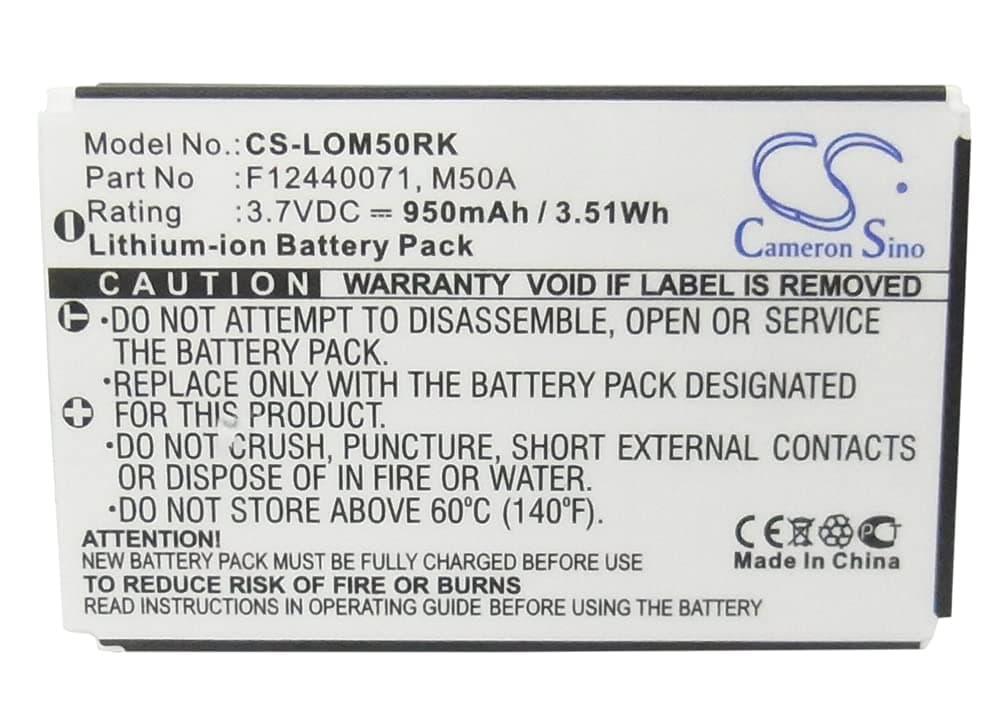 Model No.:CS-LOM50RK
Part No :F12440071, M50A
Rating :3.7VDC ⎓ 950mAh / 3.51Wh
Lithium-ion Battery Pack
CS
Cameron Sino
CAUTION WARRANTY VOID IF LABEL IS REMOVED
•DO NOT ATTEMPT TO DISASSEMBLE, OPEN OR SERVICE
THE BATTERY PACK.
•REPLACE ONLY WITH THE BATTERY PACK DESIGNATED
FOR THIS PRODUCT.
•DO NOT CRUSH, PUNCTURE, SHORT EXTERNAL CONTACTS
OR DISPOSE OF IN FIRE OR WATER.
•DO NOT STORE ABOVE 60ºC (140ºF).
ATTENTION!
NEW BATTERY PACK MUST BE FULLY CHARGED BEFORE USE.
TO REDUCE RISK OF FIRE OR BURNS
READ INSTRUCTIONS IN OPERATING GUIDE BEFORE USING THE BATTERY
CE PCT
Made In China